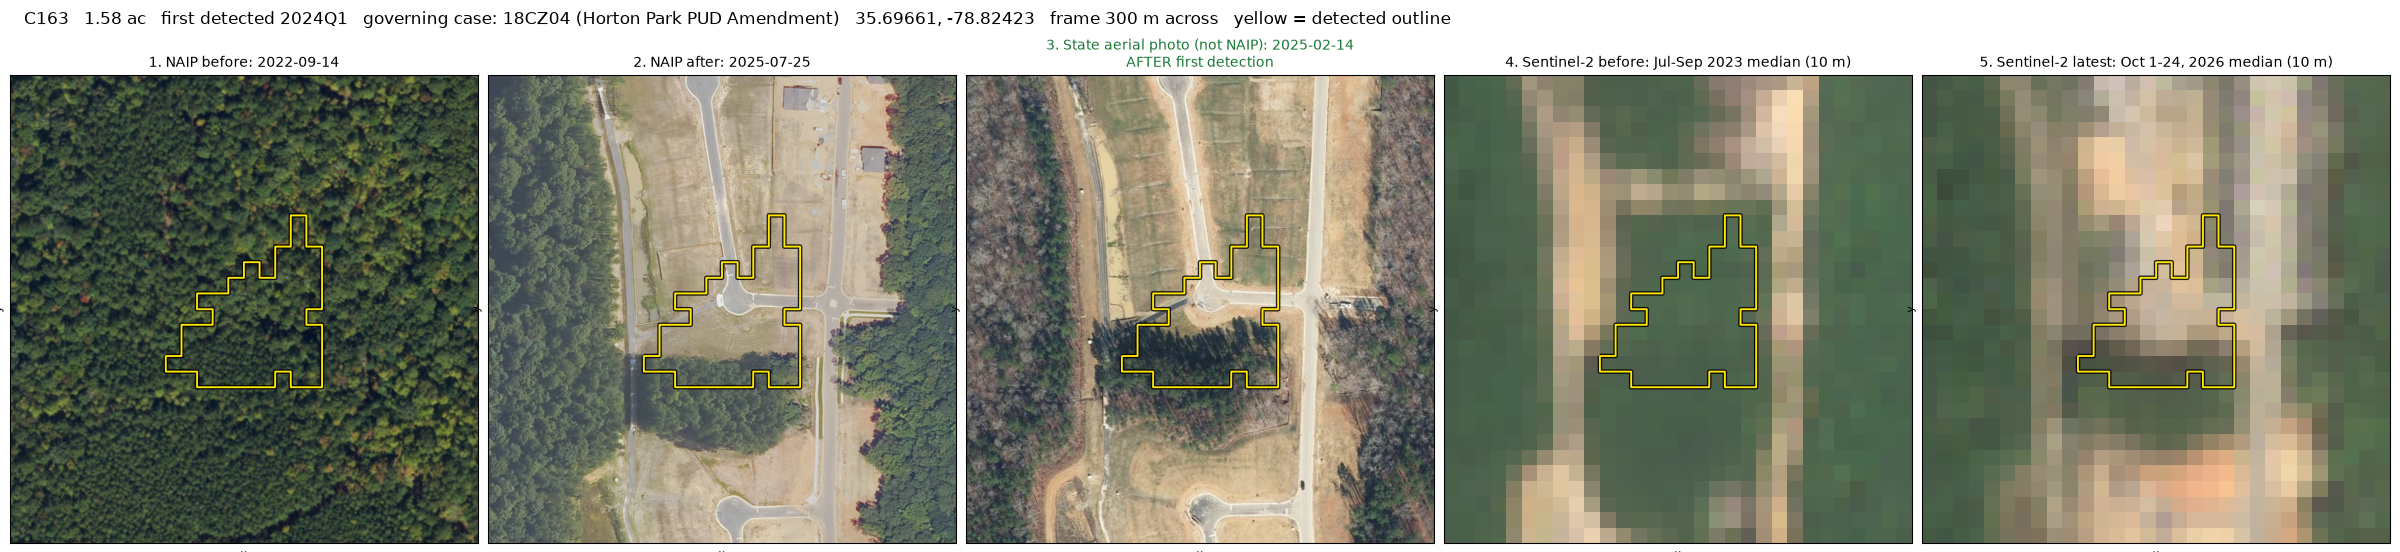 C163   1.58 ac   first detected 2024Q1   governing case: 18CZ04 (Horton Park PUD Amendment)   35.69661, -78.82423   frame 300 m across   yellow = detected outline
1. NAIP before: 2022-09-14
2. NAIP after: 2025-07-25
3. State aerial photo (not NAIP): 2025-02-14
AFTER first detection
4. Sentinel-2 before: Jul-Sep 2023 median (10 m)
5. Sentinel-2 latest: Oct 1-24, 2026 median (10 m)